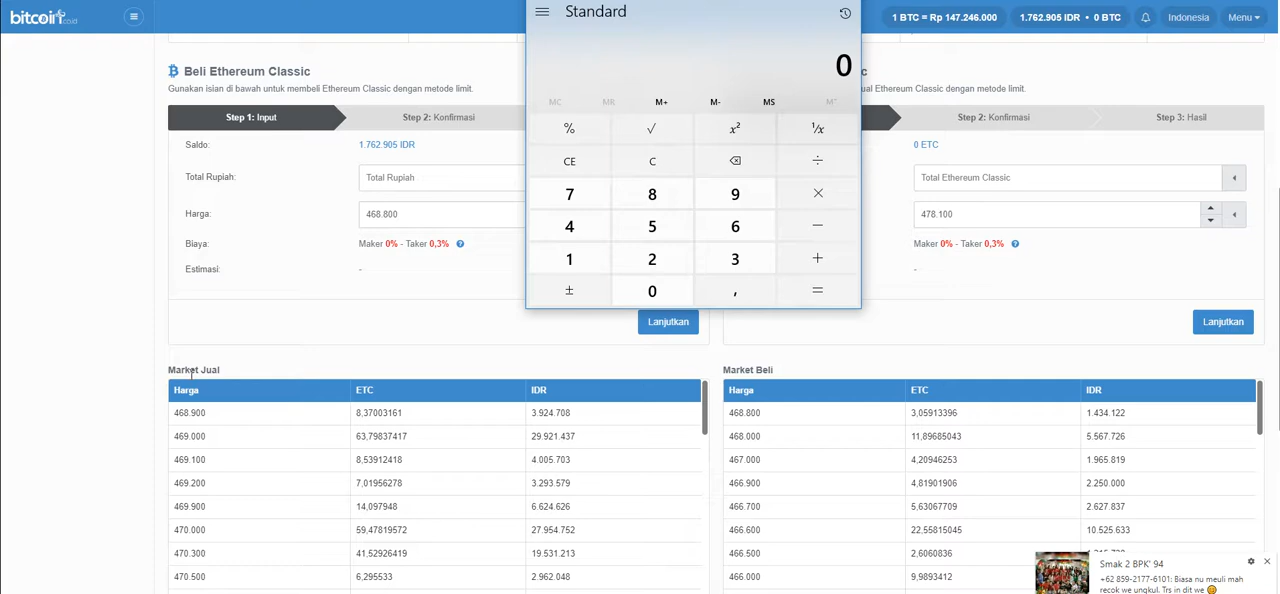 bitcoin.co.id
1 BTC = Rp 147.246.000
1.762.905 IDR • 0 BTC
Indonesia
Menu
Standard
0
MC MR M+ M- MS M˅
% √ x² ¹/x
CE C ⌫ ÷
7 8 9 ×
4 5 6 −
1 2 3 +
± 0 , =
Beli Ethereum Classic
Gunakan isian di bawah untuk membeli Ethereum Classic dengan metode limit.
Step 1: Input
Step 2: Konfirmasi
Saldo: 1.762.905 IDR
Total Rupiah: Total Rupiah
Harga: 468.800
Biaya: Maker 0% - Taker 0,3%
Estimasi: -
Lanjutkan
c
ual Ethereum Classic dengan metode limit.
Step 2: Konfirmasi
Step 3: Hasil
0 ETC
Total Ethereum Classic
478.100
Maker 0% - Taker 0,3%
-
Lanjutkan
Market Jual
Harga ETC IDR
468.900 8,37003161 3.924.708
469.000 63,79837417 29.921.437
469.100 8,53912418 4.005.703
469.200 7,01956278 3.293.579
469.900 14,097948 6.624.626
470.000 59,47819572 27.954.752
470.300 41,52926419 19.531.213
470.500 6,295533 2.962.048
Market Beli
Harga ETC IDR
468.800 3,05913396 1.434.122
468.000 11,89685043 5.567.726
467.000 4,20946253 1.965.819
466.900 4,81901906 2.250.000
466.700 5,63067709 2.627.837
466.600 22,55815045 10.525.633
466.500 2,6060836
466.000 9,9893412
Smak 2 BPK' 94
+62 859-2177-6101: Biasa nu meuli mah
recok we ungkul. Trs in dit we 😊